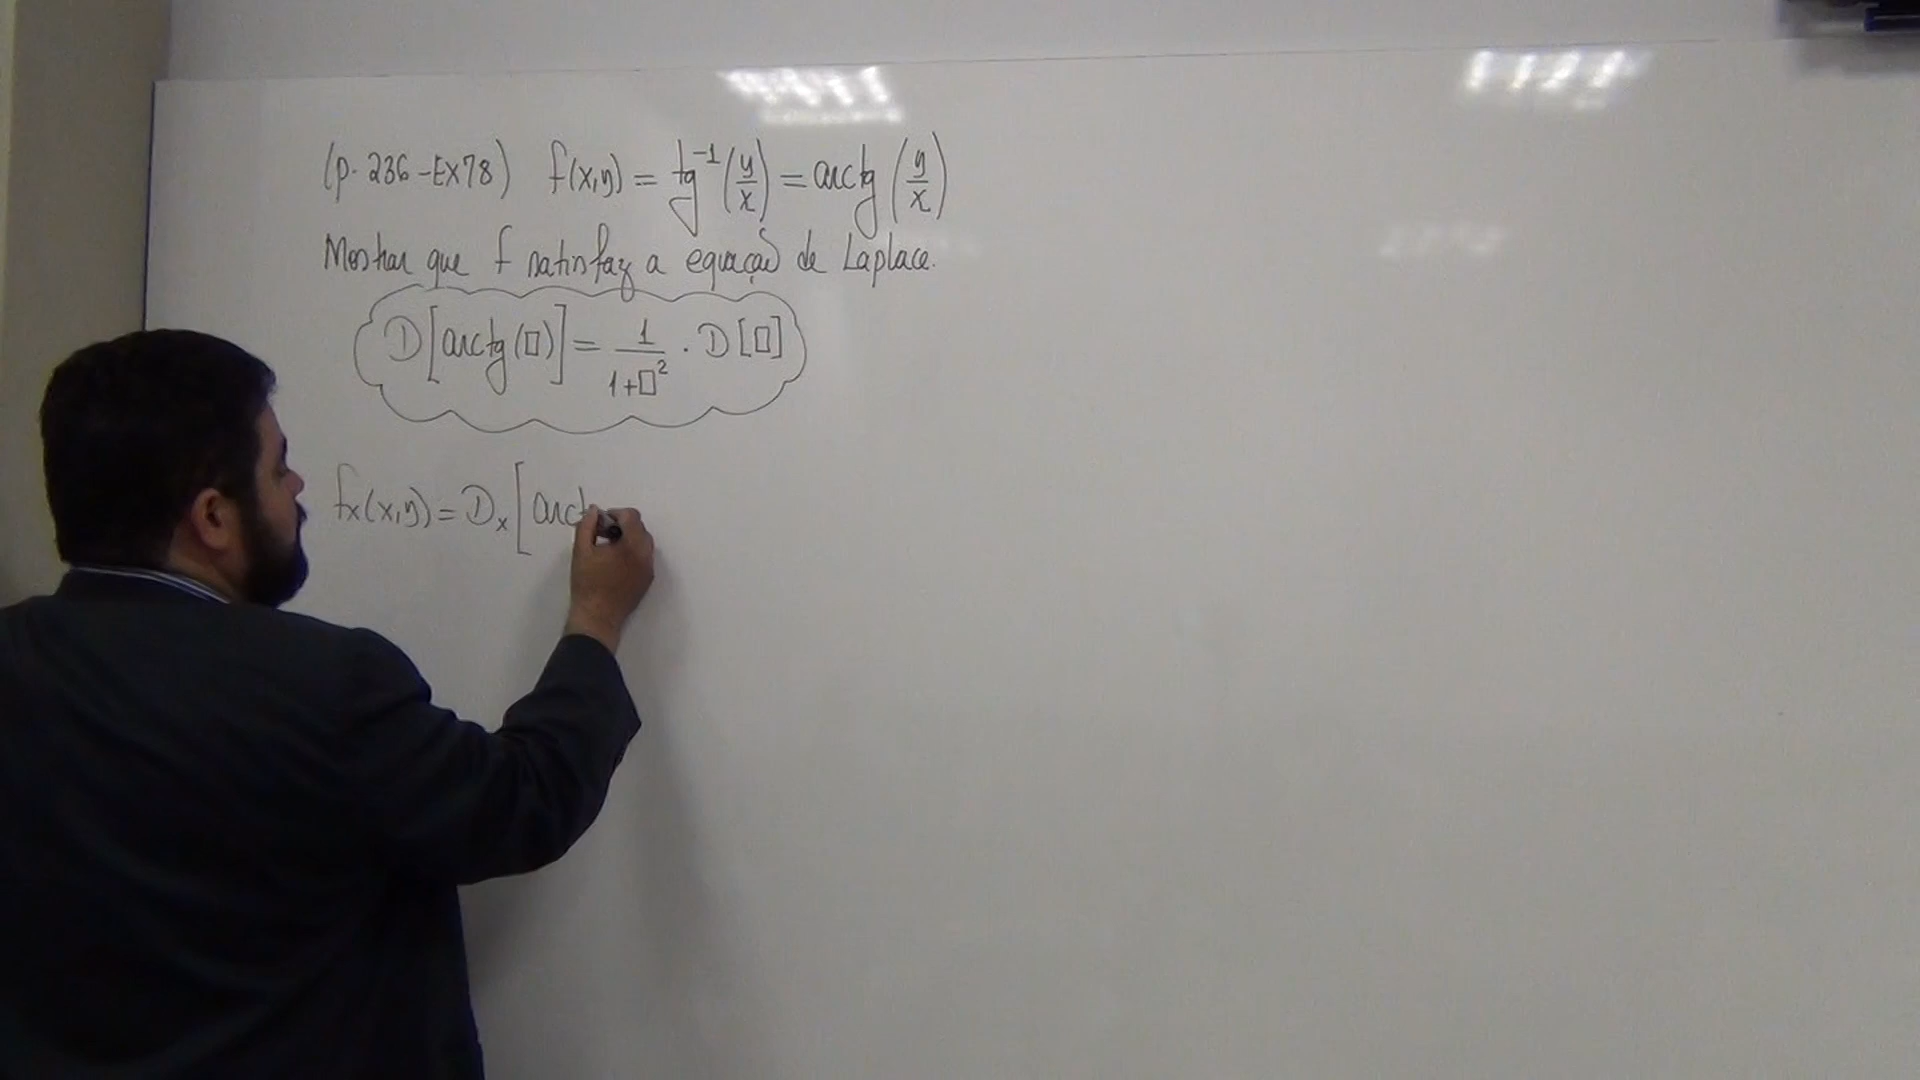 (p. 236 - Ex 78) f(x,y) = tg⁻¹(y/x) = arctg(y/x)
Mostrar que f satisfaz a equação de Laplace.
D[arctg(□)] = 1/(1+□²) · D[□]
fx(x,y) = Dx[arct